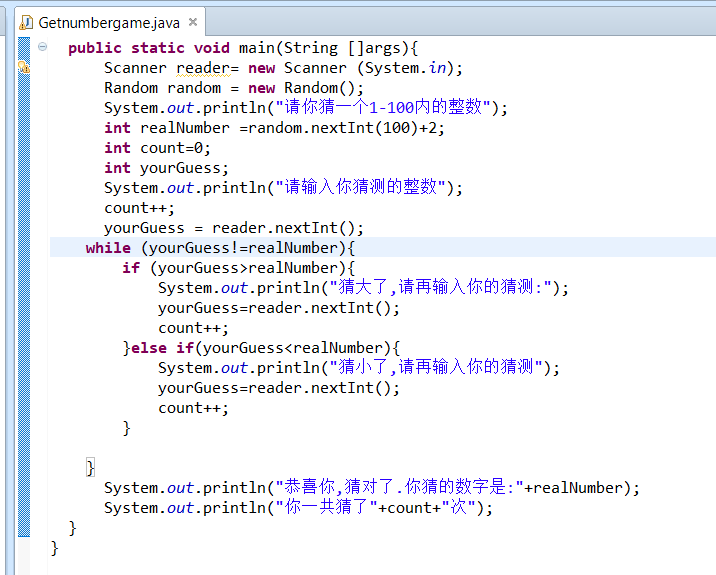 Getnumbergame.java
public static void main(String []args){
Scanner reader= new Scanner (System.in);
Random random = new Random();
System.out.println("请你猜一个1-100内的整数");
int realNumber =random.nextInt(100)+2;
int count=0;
int yourGuess;
System.out.println("请输入你猜测的整数");
count++;
yourGuess = reader.nextInt();
while (yourGuess!=realNumber){
if (yourGuess>realNumber){
System.out.println("猜大了,请再输入你的猜测:");
yourGuess=reader.nextInt();
count++;
}else if(yourGuess<realNumber){
System.out.println("猜小了,请再输入你的猜测");
yourGuess=reader.nextInt();
count++;
}
}
System.out.println("恭喜你,猜对了.你猜的数字是:"+realNumber);
System.out.println("你一共猜了"+count+"次");
}
}